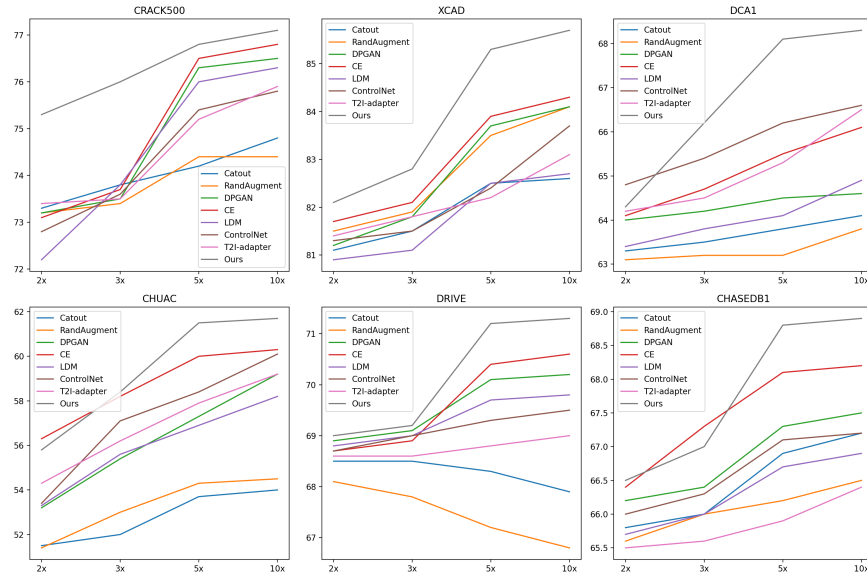 CRACK500
77
76
75
74
73
72
2x
3x
5x
10x
Catout
RandAugment
DPGAN
CE
LDM
ControlNet
T2I-adapter
Ours
XCAD
85
84
83
82
81
2x
3x
5x
10x
Catout
RandAugment
DPGAN
CE
LDM
ControlNet
T2I-adapter
Ours
DCA1
68
67
66
65
64
63
2x
3x
5x
10x
Catout
RandAugment
DPGAN
CE
LDM
ControlNet
T2I-adapter
Ours
CHUAC
62
60
58
56
54
52
2x
3x
5x
10x
Catout
RandAugment
DPGAN
CE
LDM
ControlNet
T2I-adapter
Ours
DRIVE
71
70
69
68
67
2x
3x
5x
10x
Catout
RandAugment
DPGAN
CE
LDM
ControlNet
T2I-adapter
Ours
CHASEDB1
69.0
68.5
68.0
67.5
67.0
66.5
66.0
65.5
2x
3x
5x
10x
Catout
RandAugment
DPGAN
CE
LDM
ControlNet
T2I-adapter
Ours